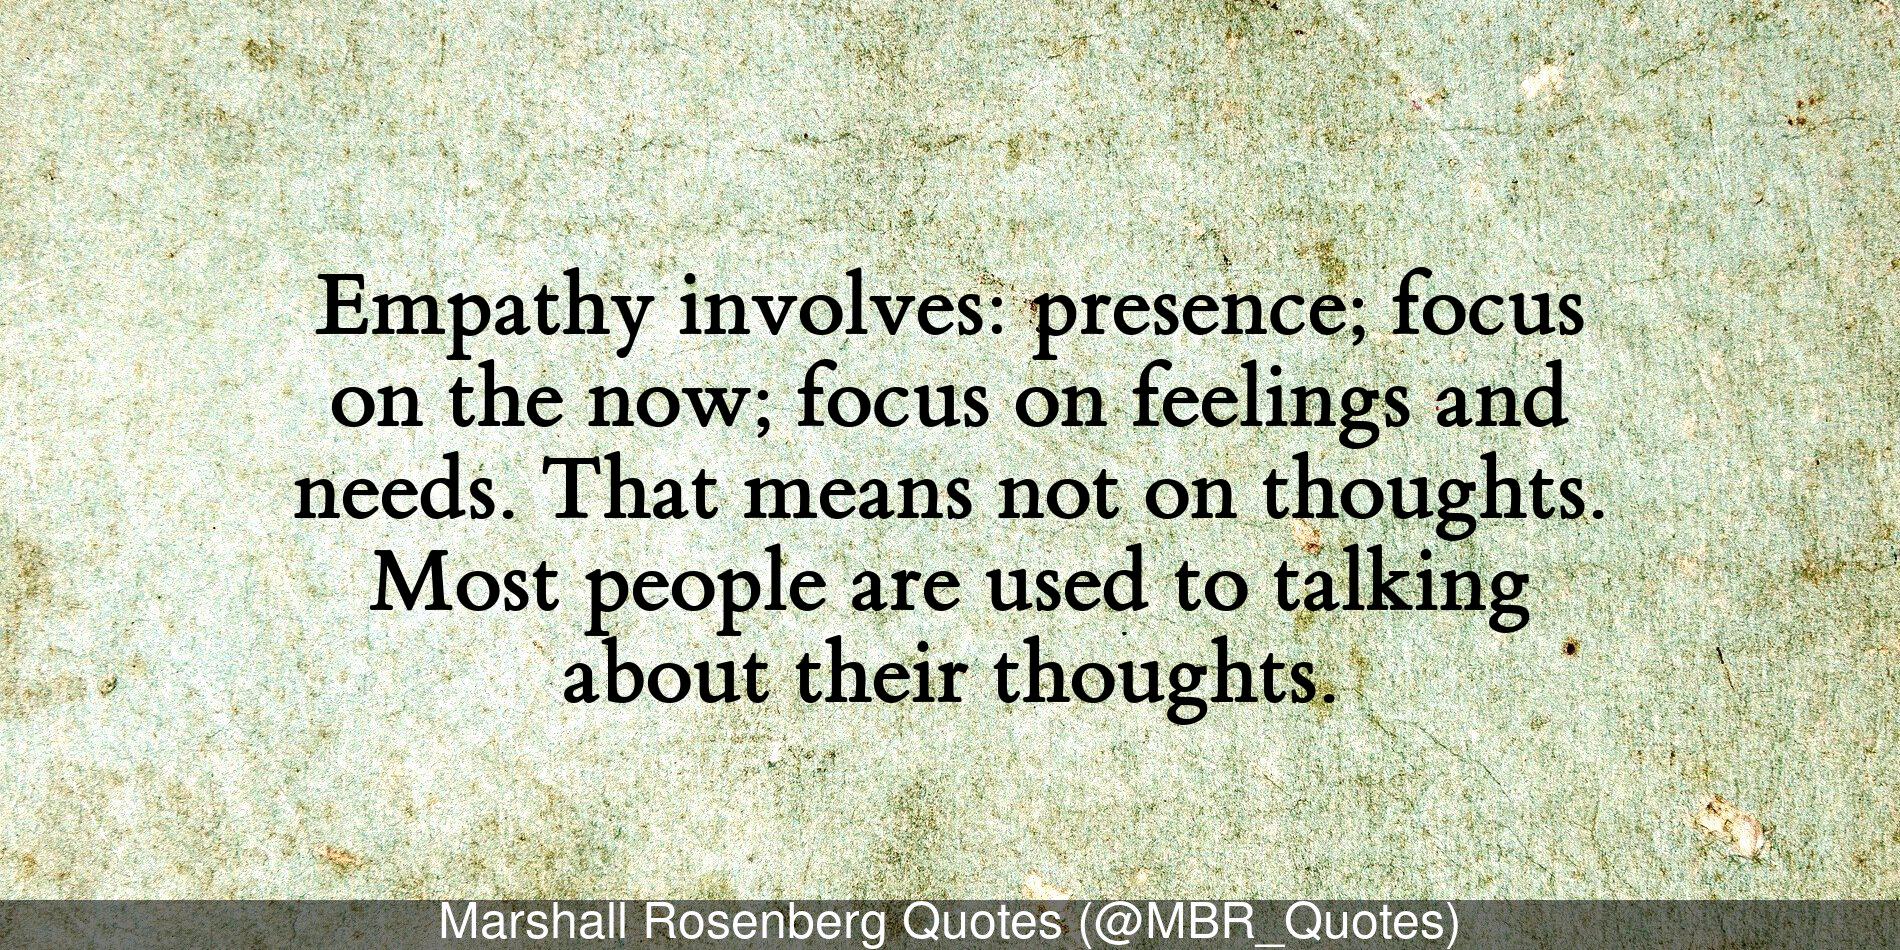 Empathy involves: presence; focus
on the now; focus on feelings and
needs. That means not on thoughts.
Most people are used to talking
about their thoughts.
Marshall Rosenberg Quotes (@MBR_Quotes)